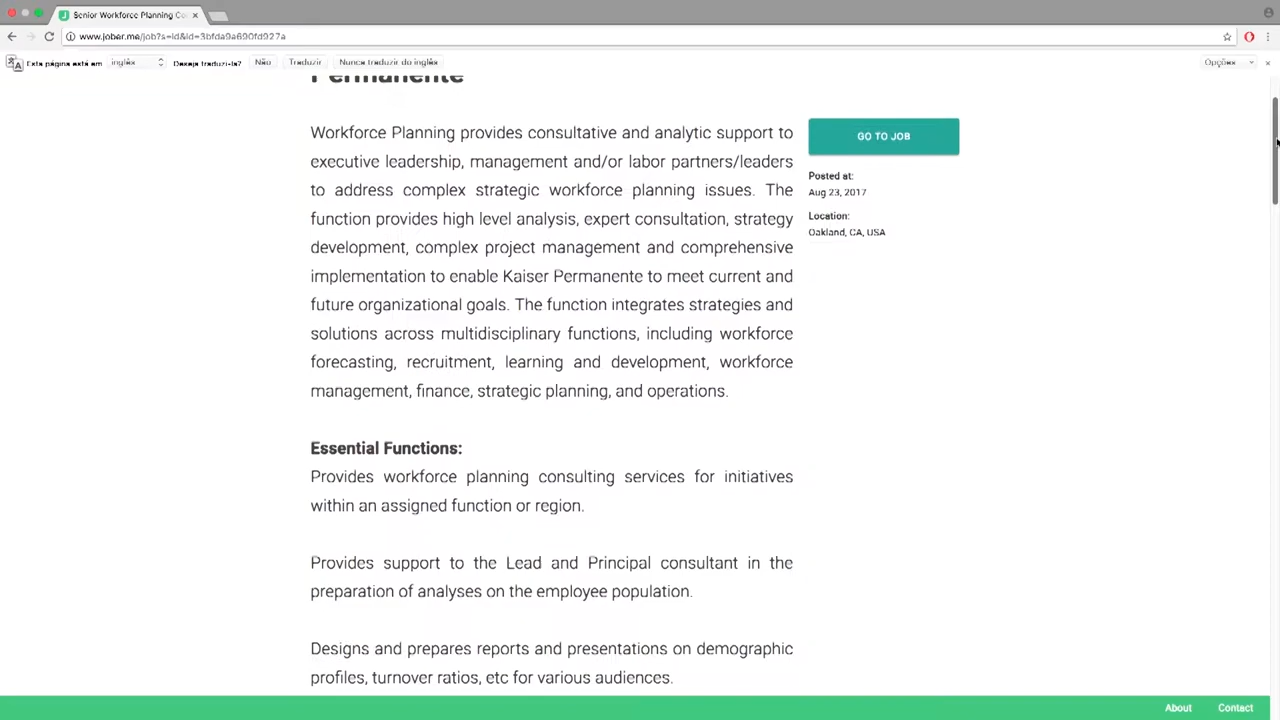 Senior Workforce Planning Co
www.jober.me/job?s=id&id=3bfda9a690fd927a
Esta página está em inglês Deseja traduzi-la? Não Traduzir Nunca traduzir do inglês Opções
Permanente
Workforce Planning provides consultative and analytic support to
executive leadership, management and/or labor partners/leaders
to address complex strategic workforce planning issues. The
function provides high level analysis, expert consultation, strategy
development, complex project management and comprehensive
implementation to enable Kaiser Permanente to meet current and
future organizational goals. The function integrates strategies and
solutions across multidisciplinary functions, including workforce
forecasting, recruitment, learning and development, workforce
management, finance, strategic planning, and operations.
Essential Functions:
Provides workforce planning consulting services for initiatives
within an assigned function or region.
Provides support to the Lead and Principal consultant in the
preparation of analyses on the employee population.
Designs and prepares reports and presentations on demographic
profiles, turnover ratios, etc for various audiences.
GO TO JOB
Posted at:
Aug 23, 2017
Location:
Oakland, CA, USA
About Contact